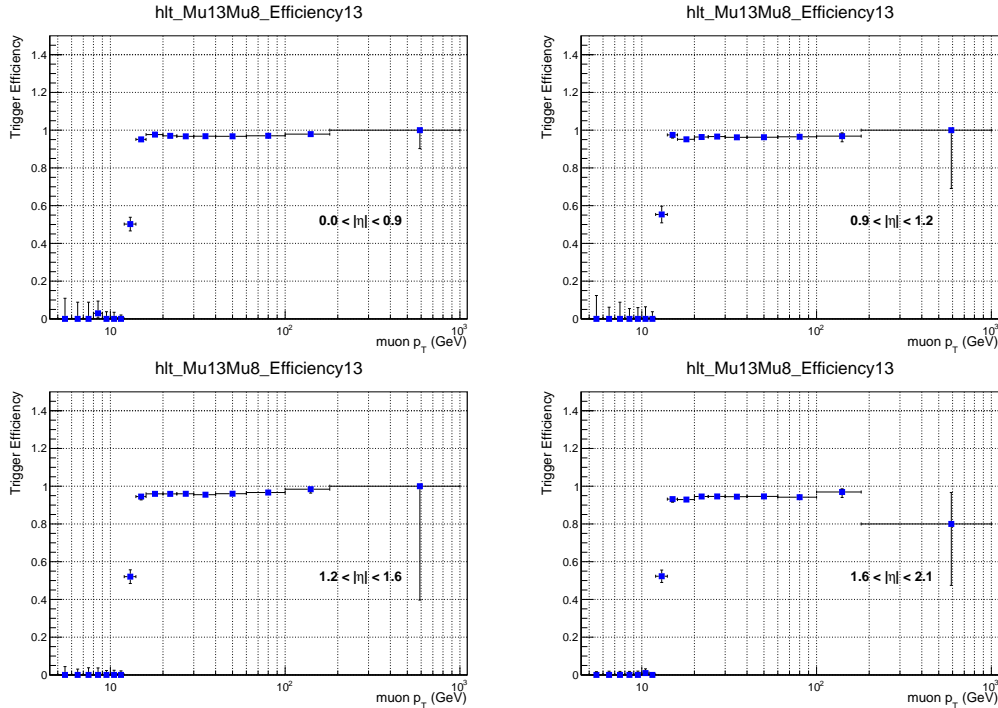 hlt_Mu13Mu8_Efficiency13
Trigger Efficiency
1.4
1.2
1
0.8
0.6
0.4
0.2
0
0.0 < |η| < 0.9
10
10²
10³
muon p_T (GeV)
hlt_Mu13Mu8_Efficiency13
Trigger Efficiency
1.4
1.2
1
0.8
0.6
0.4
0.2
0
0.9 < |η| < 1.2
10
10²
10³
muon p_T (GeV)
hlt_Mu13Mu8_Efficiency13
Trigger Efficiency
1.4
1.2
1
0.8
0.6
0.4
0.2
0
1.2 < |η| < 1.6
10
10²
10³
muon p_T (GeV)
hlt_Mu13Mu8_Efficiency13
Trigger Efficiency
1.4
1.2
1
0.8
0.6
0.4
0.2
0
1.6 < |η| < 2.1
10
10²
10³
muon p_T (GeV)